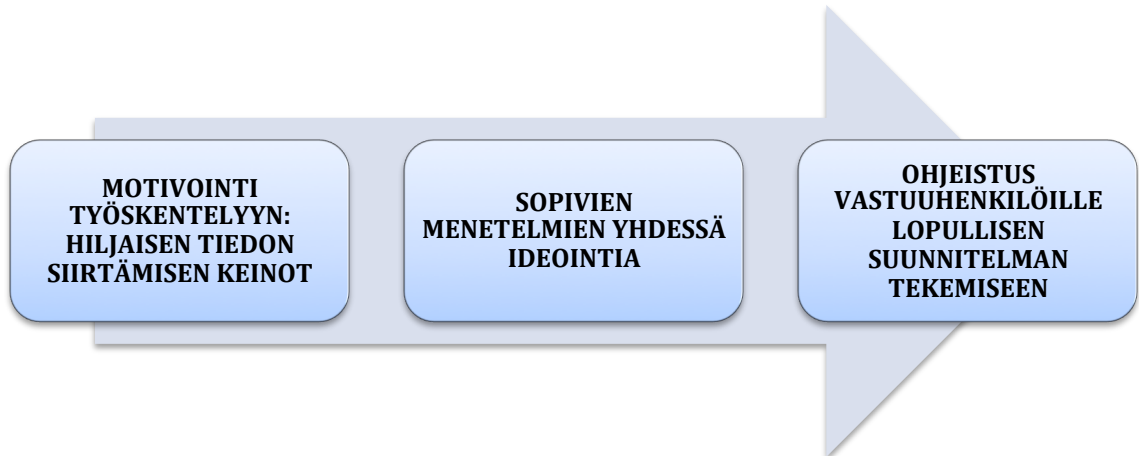 MOTIVOINTI
TYÖSKENTELYYN:
HILJAISEN TIEDON
SIIRTÄMISEN KEINOT
SOPIVIEN
MENETELMIEN YHDESSÄ
IDEOINTIA
OHJEISTUS
VASTUUHENKILÖILLE
LOPULLISEN
SUUNNITELMAN
TEKEMISEEN